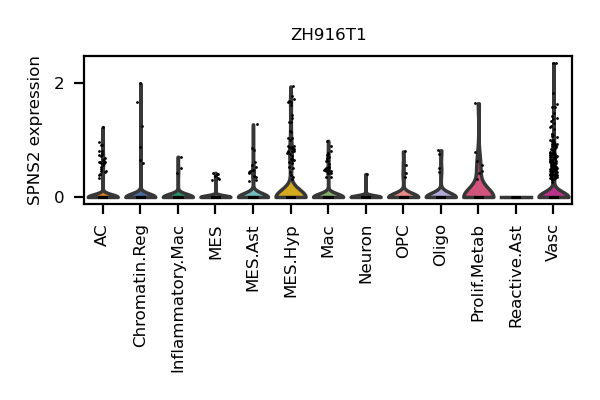 ZH916T1
SPNS2 expression
2
0
AC
Chromatin.Reg
Inflammatory.Mac
MES
MES.Ast
MES.Hyp
Mac
Neuron
OPC
Oligo
Prolif.Metab
Reactive.Ast
Vasc